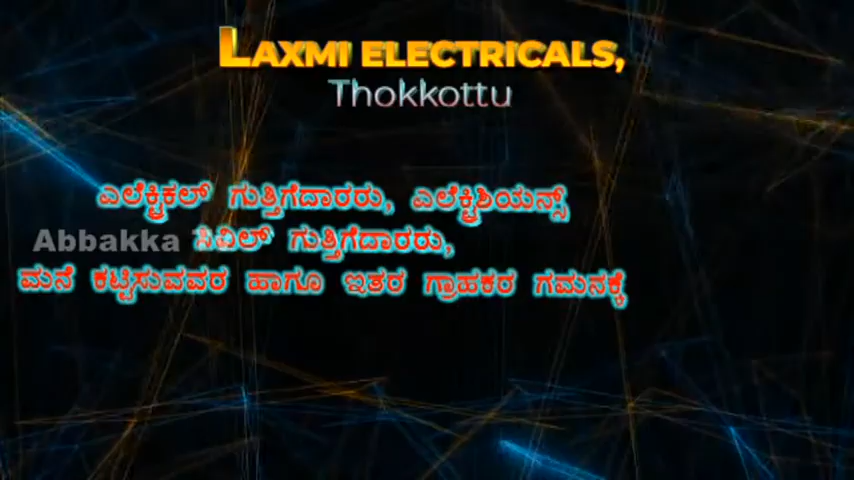 LAXMI ELECTRICALS,
Thokkottu
ಎಲೆಕ್ಟ್ರಿಕಲ್ ಗುತ್ತಿಗೆದಾರರು, ಎಲೆಕ್ಟ್ರಿಶಿಯನ್ಸ್
Abbakka
ಸಿವಿಲ್ ಗುತ್ತಿಗೆದಾರರು,
ಮನೆ ಕಟ್ಟಿಸುವವರ ಹಾಗೂ ಇತರ ಗ್ರಾಹಕರ ಗಮನಕ್ಕೆ